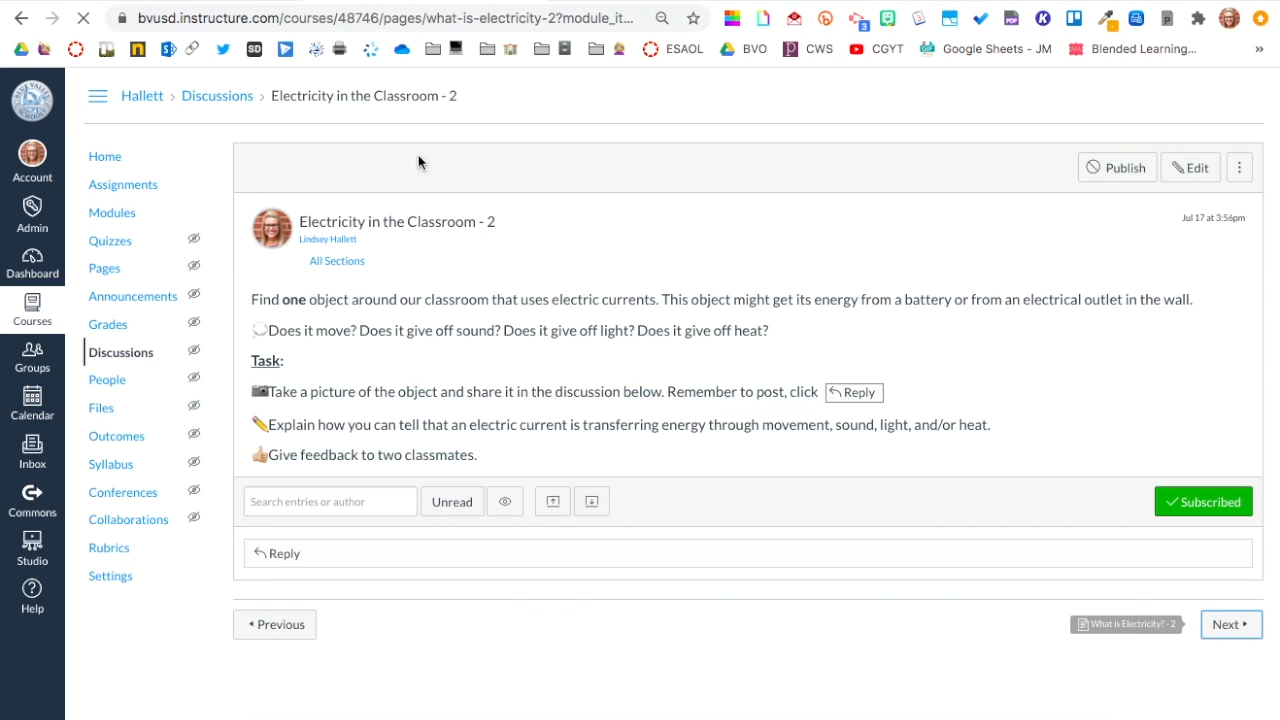 bvusd.instructure.com/courses/48746/pages/what-is-electricity-2?module_it...
3
PDF
K
P
n
S
SD
ESAOL
BVO
CWS
CGYT
Google Sheets - JM
Blended Learning...
»
Hallett › Discussions › Electricity in the Classroom - 2
Account
Admin
Dashboard
Courses
Groups
Calendar
Inbox
Commons
Studio
Help
Home
Assignments
Modules
Quizzes
Pages
Announcements
Grades
Discussions
People
Files
Outcomes
Syllabus
Conferences
Collaborations
Rubrics
Settings
Publish
Edit
Electricity in the Classroom - 2
Jul 17 at 3:56pm
Lindsey Hallett
All Sections
Find one object around our classroom that uses electric currents. This object might get its energy from a battery or from an electrical outlet in the wall.
💭Does it move? Does it give off sound? Does it give off light? Does it give off heat?
Task:
📷Take a picture of the object and share it in the discussion below. Remember to post, click Reply
✏️Explain how you can tell that an electric current is transferring energy through movement, sound, light, and/or heat.
👍🏼Give feedback to two classmates.
Search entries or author
Unread
Subscribed
Reply
Previous
What is Electricity? - 2
Next